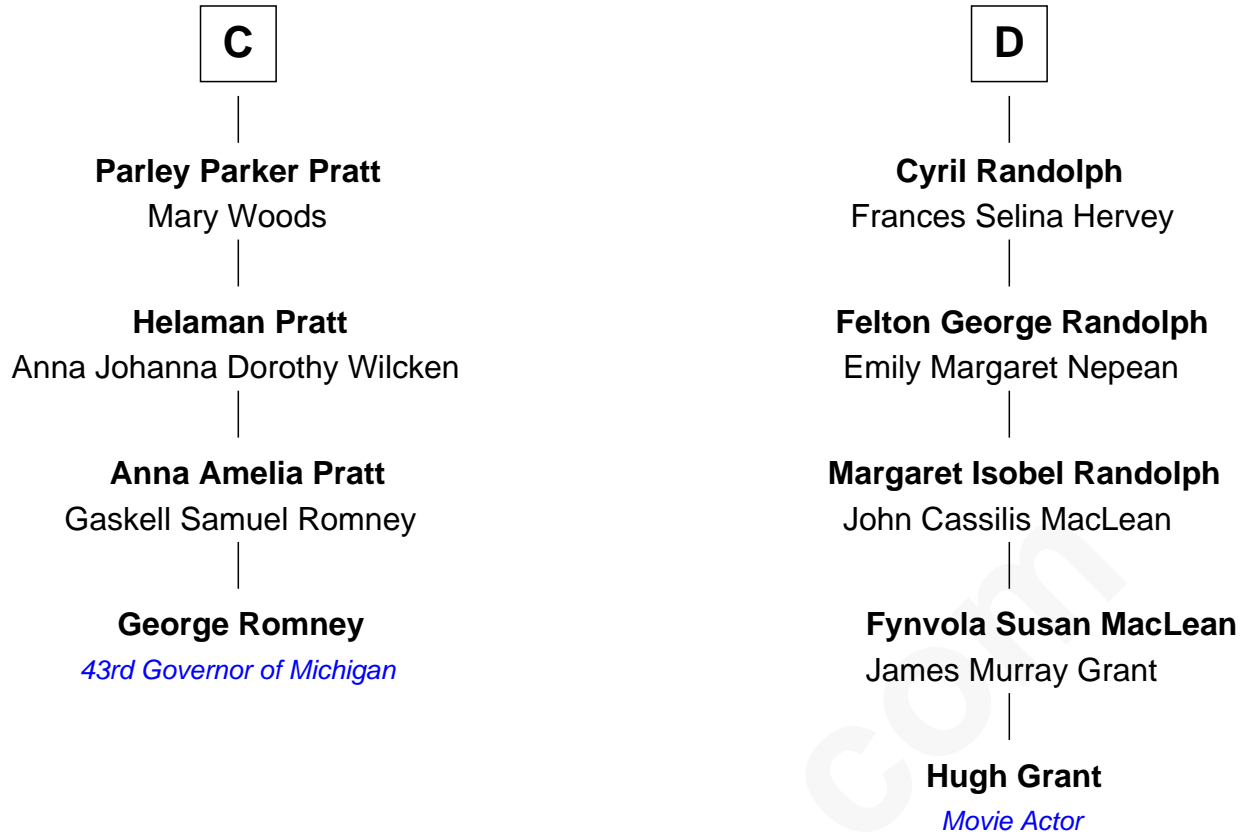 C
Parley Parker Pratt
Mary Woods
Helaman Pratt
Anna Johanna Dorothy Wilcken
Anna Amelia Pratt
Gaskell Samuel Romney
George Romney
43rd Governor of Michigan
D
Cyril Randolph
Frances Selina Hervey
Felton George Randolph
Emily Margaret Nepean
Margaret Isobel Randolph
John Cassilis MacLean
Fynvola Susan MacLean
James Murray Grant
Hugh Grant
Movie Actor
com